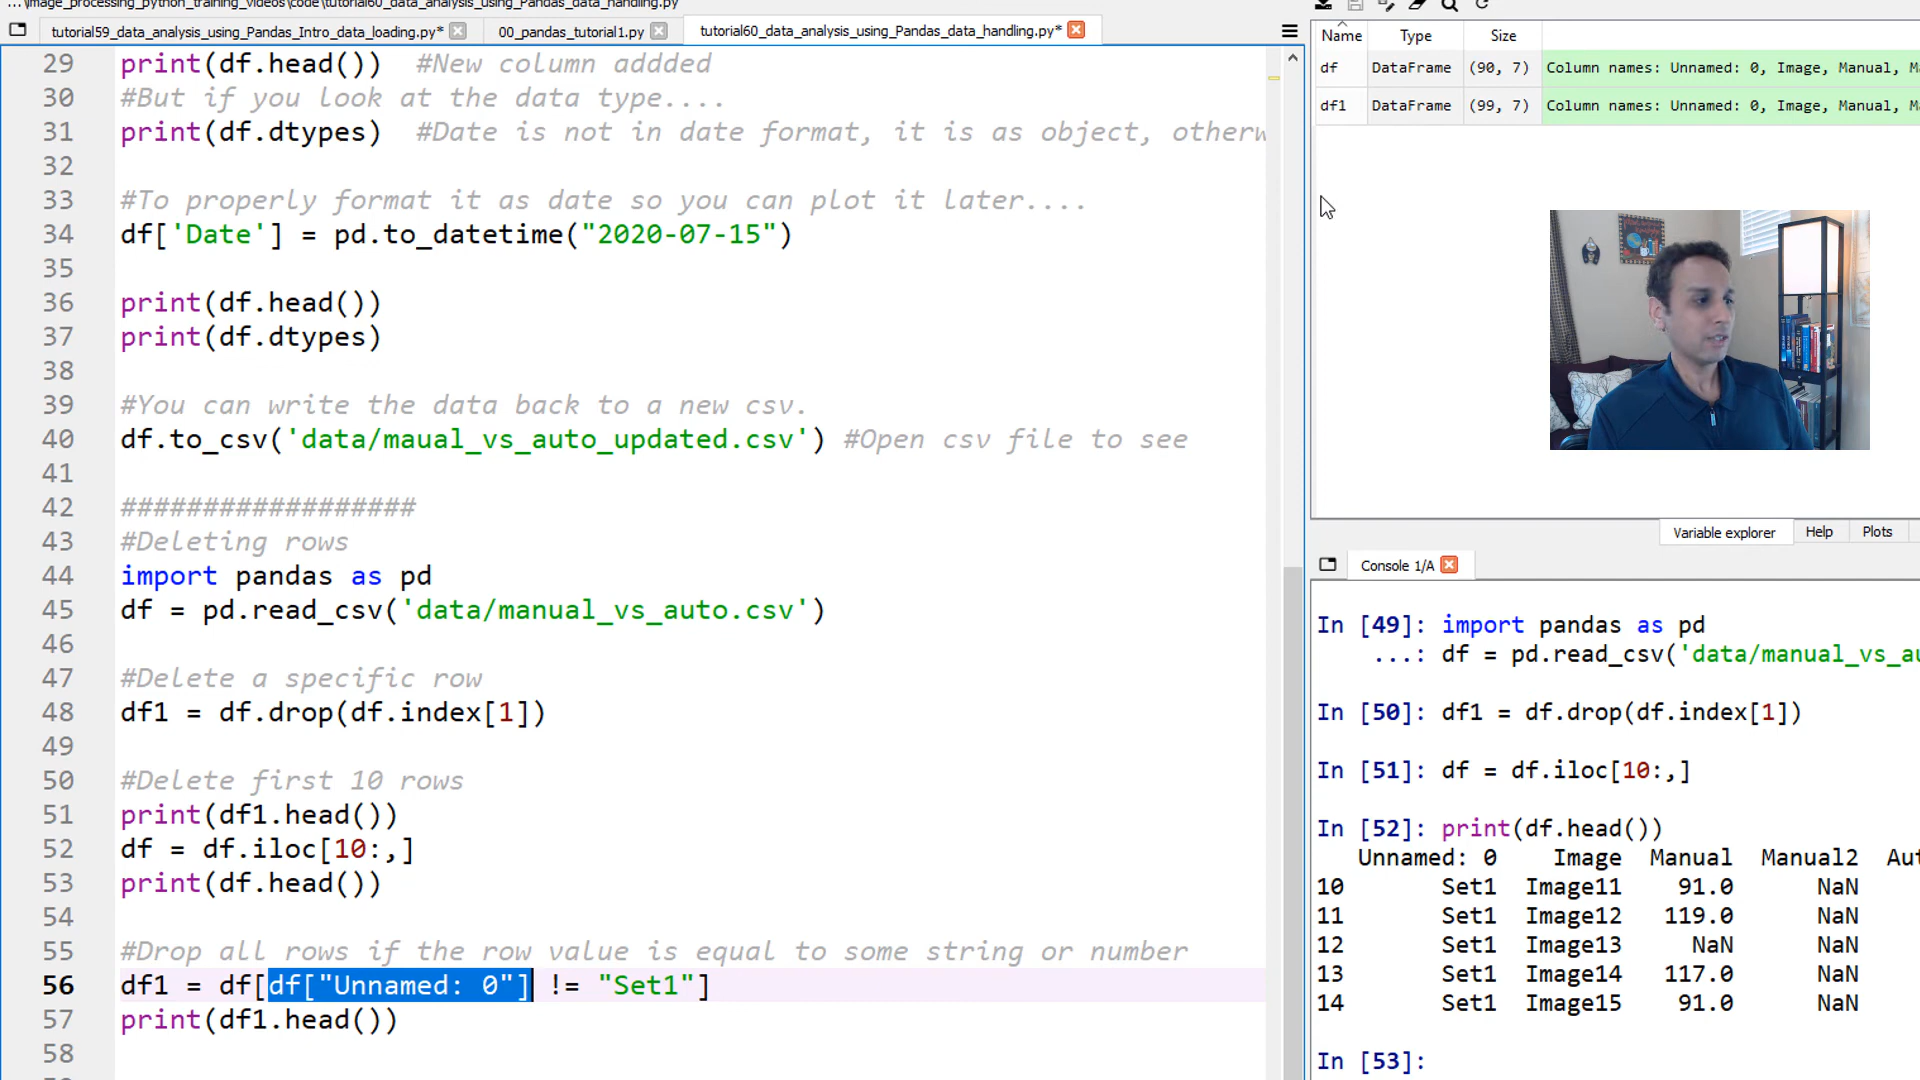 ...\image_processing_python_training_videos\code\tutorial60_data_analysis_using_Pandas_data_handling.py
tutorial59_data_analysis_using_Pandas_Intro_data_loading.py*
00_pandas_tutorial1.py
tutorial60_data_analysis_using_Pandas_data_handling.py*
29 print(df.head())  #New column addded
30 #But if you look at the data type....
31 print(df.dtypes)  #Date is not in date format, it is as object, otherw
32
33 #To properly format it as date so you can plot it later....
34 df['Date'] = pd.to_datetime("2020-07-15")
35
36 print(df.head())
37 print(df.dtypes)
38
39 #You can write the data back to a new csv.
40 df.to_csv('data/maual_vs_auto_updated.csv') #Open csv file to see
41
42 ##################
43 #Deleting rows
44 import pandas as pd
45 df = pd.read_csv('data/manual_vs_auto.csv')
46
47 #Delete a specific row
48 df1 = df.drop(df.index[1])
49
50 #Delete first 10 rows
51 print(df1.head())
52 df = df.iloc[10:,]
53 print(df.head())
54
55 #Drop all rows if the row value is equal to some string or number
56 df1 = df[df["Unnamed: 0"] != "Set1"]
57 print(df1.head())
58
Name Type Size
df DataFrame (90, 7) Column names: Unnamed: 0, Image, Manual, M
df1 DataFrame (99, 7) Column names: Unnamed: 0, Image, Manual, M
Variable explorer Help Plots
Console 1/A
In [49]: import pandas as pd
...: df = pd.read_csv('data/manual_vs_au
In [50]: df1 = df.drop(df.index[1])
In [51]: df = df.iloc[10:,]
In [52]: print(df.head())
Unnamed: 0 Image Manual Manual2 Aut
10 Set1 Image11 91.0 NaN
11 Set1 Image12 119.0 NaN
12 Set1 Image13 NaN NaN
13 Set1 Image14 117.0 NaN
14 Set1 Image15 91.0 NaN
In [53]: